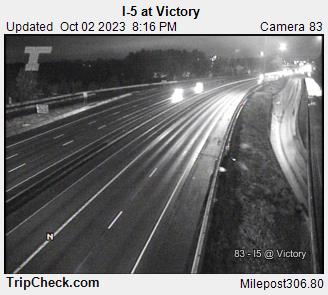 I-5 at Victory
Updated Oct 02 2023 8:16 PM Camera 83
T
N
83 - I5 @ Victory
TripCheck.com Milepost306.80